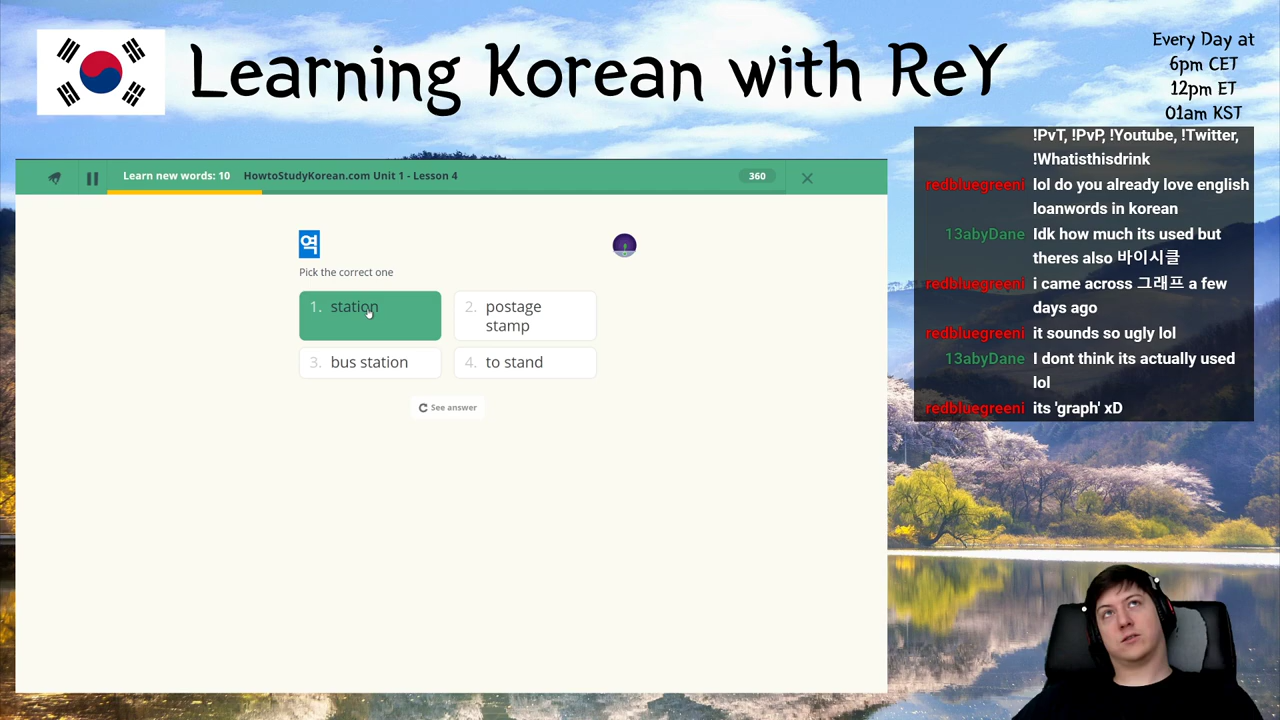 Learning Korean with ReY
Every Day at
6pm CET
12pm ET
01am KST
Learn new words: 10 HowtoStudyKorean.com Unit 1 - Lesson 4 360
역
Pick the correct one
1. station
2. postage
stamp
3. bus station
4. to stand
See answer
!PvT, !PvP, !Youtube, !Twitter,
!Whatisthisdrink
redbluegreeni lol do you already love english
loanwords in korean
13abyDane Idk how much its used but
theres also 바이시클
redbluegreeni i came across 그래프 a few
days ago
redbluegreeni it sounds so ugly lol
13abyDane I dont think its actually used
lol
redbluegreeni its 'graph' xD